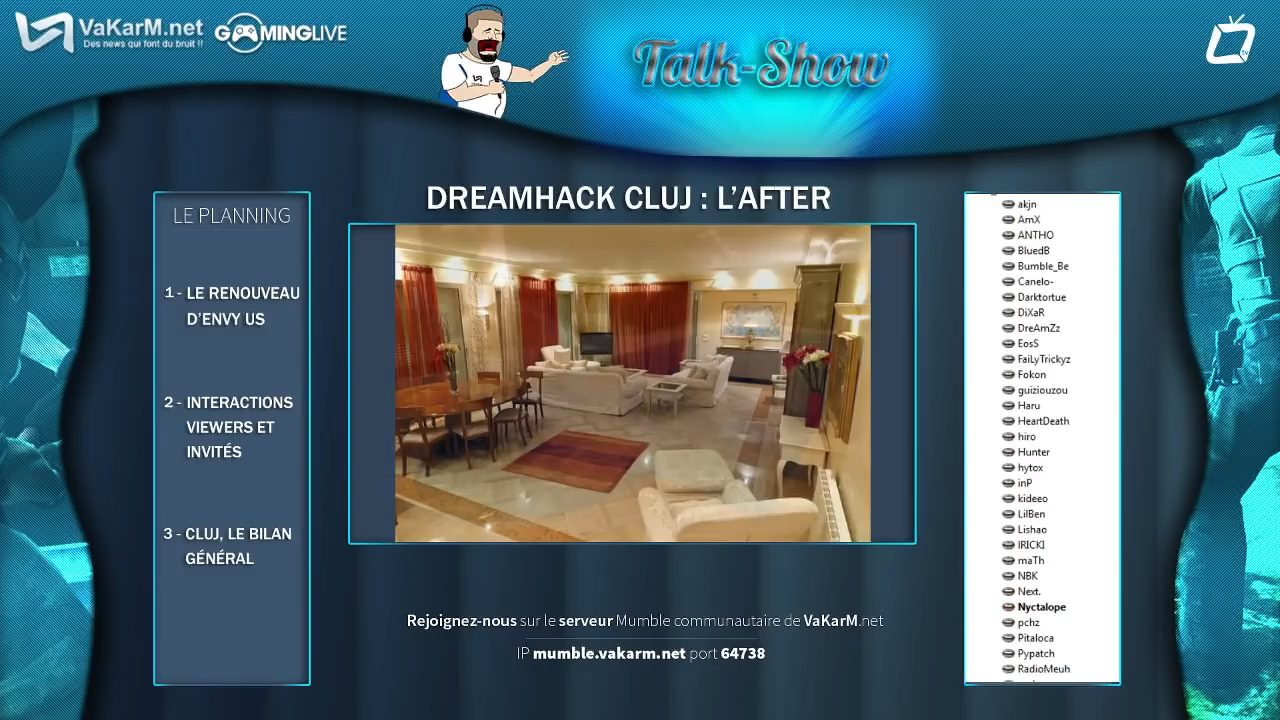 VaKarM.net
Des news qui font du bruit !!
GAMINGLIVE
Talk-Show
DREAMHACK CLUJ : L’AFTER
LE PLANNING
1 - LE RENOUVEAU
D’ENVY US
2 - INTERACTIONS
VIEWERS ET
INVITÉS
3 - CLUJ, LE BILAN
GÉNÉRAL
Rejoignez-nous sur le serveur Mumble communautaire de VaKarM.net
IP mumble.vakarm.net port 64738
akjn
AmX
ANTHO
BluedB
Bumble_Be
Canelo-
Darktortue
DiXaR
DreAmZz
EosS
FaiLyTrickyz
Fokon
guiziouzou
Haru
HeartDeath
hiro
Hunter
hytox
inP
kideeo
LilBen
Lishao
lRICKI
maTh
NBK
Next.
Nyctalope
pchz
Pitaloca
Pypatch
RadioMeuh